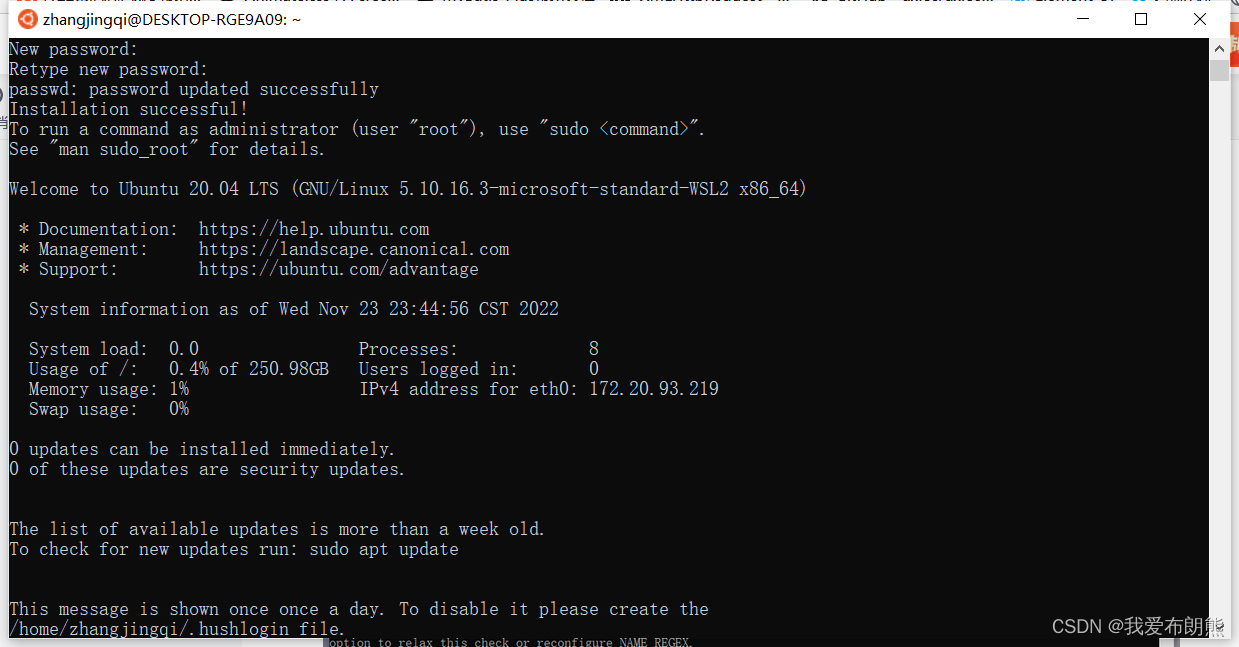 zhangjingqi@DESKTOP-RGE9A09: ~
New password:
Retype new password:
passwd: password updated successfully
Installation successful!
To run a command as administrator (user "root"), use "sudo <command>".
See "man sudo_root" for details.
Welcome to Ubuntu 20.04 LTS (GNU/Linux 5.10.16.3-microsoft-standard-WSL2 x86_64)
* Documentation:  https://help.ubuntu.com
* Management:     https://landscape.canonical.com
* Support:        https://ubuntu.com/advantage
System information as of Wed Nov 23 23:44:56 CST 2022
System load:  0.0                Processes:             8
Usage of /:   0.4% of 250.98GB   Users logged in:       0
Memory usage: 1%                 IPv4 address for eth0: 172.20.93.219
Swap usage:   0%
0 updates can be installed immediately.
0 of these updates are security updates.
The list of available updates is more than a week old.
To check for new updates run: sudo apt update
This message is shown once once a day. To disable it please create the
/home/zhangjingqi/.hushlogin file.
option to relax this check or reconfigure NAME_REGEX.
CSDN @我爱布朗熊